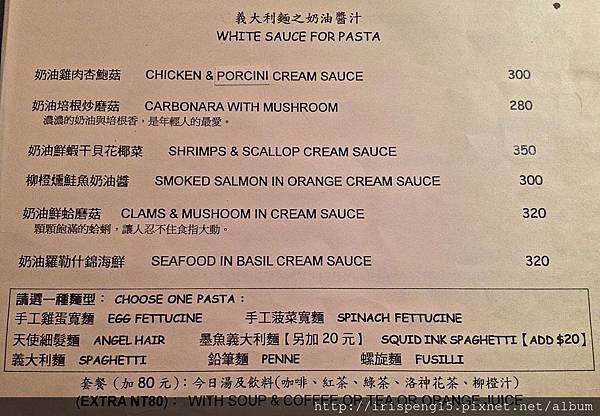 義大利麵之奶油醬汁
WHITE SAUCE FOR PASTA
奶油雞肉杏鮑菇 CHICKEN & PORCINI CREAM SAUCE 300
奶油培根炒蘑菇 CARBONARA WITH MUSHROOM 280
濃濃的奶油與培根香，是年輕人的最愛。
奶油鮮蝦干貝花椰菜 SHRIMPS & SCALLOP CREAM SAUCE 350
柳橙燻鮭魚奶油醬 SMOKED SALMON IN ORANGE CREAM SAUCE 300
奶油鮮蛤蘑菇 CLAMS & MUSHOOM IN CREAM SAUCE 320
顆顆飽滿的蛤蜊，讓人忍不住食指大動。
奶油羅勒什錦海鮮 SEAFOOD IN BASIL CREAM SAUCE 320
請選一種麵型： CHOOSE ONE PASTA :
手工雞蛋寬麵 EGG FETTUCINE 手工菠菜寬麵 SPINACH FETTUCINE
天使細髮麵 ANGEL HAIR 墨魚義大利麵【另加 20 元】 SQUID INK SPAGHETTI【ADD $20】
義大利麵 SPAGHETTI 鉛筆麵 PENNE 螺旋麵 FUSILLI
套餐（加 80 元）：今日湯及飲料(咖啡、紅茶、綠茶、洛神花茶、柳橙汁)
(EXTRA NT80)： WITH SOUP & COFFEE OR TEA OR ORANGE JUICE
http://irispeng15.pixnet.net/album